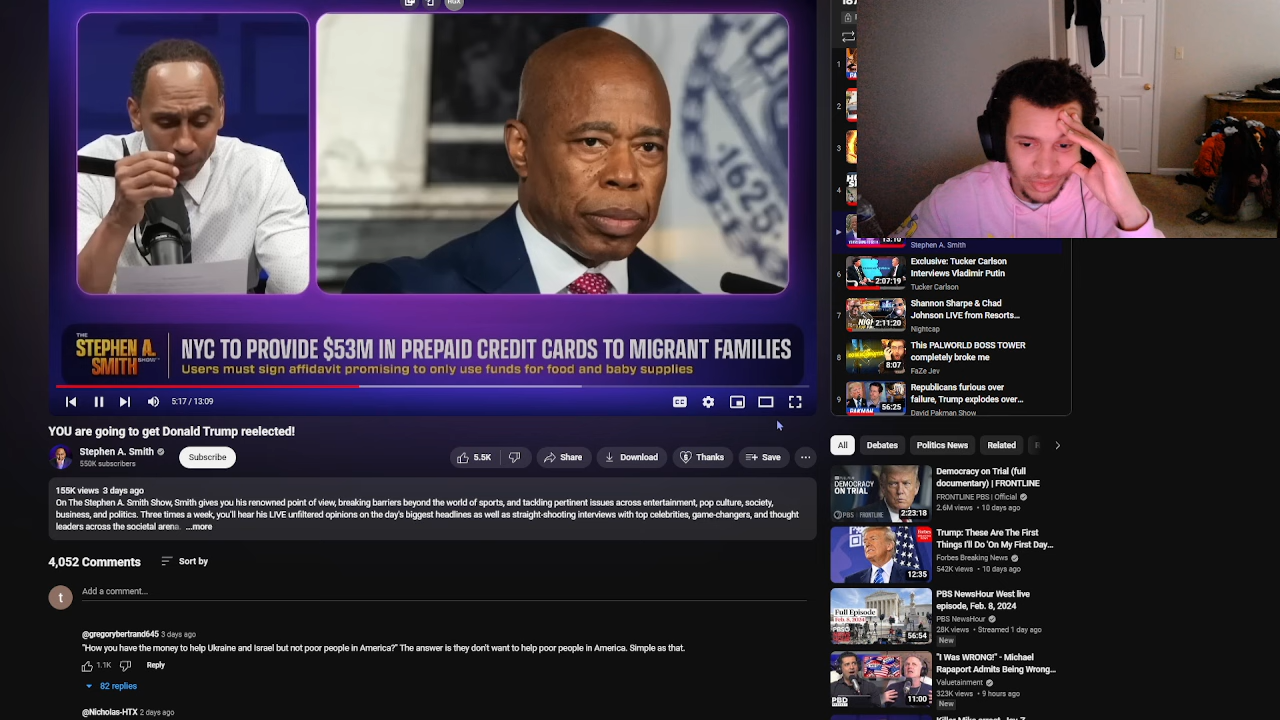 1625
THE
STEPHEN A.
SMITH SHOW
NYC TO PROVIDE $53M IN PREPAID CREDIT CARDS TO MIGRANT FAMILIES
Users must sign affidavit promising to only use funds for food and baby supplies
5:17 / 13:09
CC
YOU are going to get Donald Trump reelected!
Stephen A. Smith
550K subscribers
Subscribe
5.5K
Share
Download
Thanks
Save
155K views 3 days ago
On The Stephen A. Smith Show, Smith gives you his renowned point of view, breaking barriers beyond the world of sports, and tackling pertinent issues across entertainment, pop culture, society,
business, and politics. Three times a week, you'll hear his LIVE unfiltered opinions on the day's biggest headlines as well as straight-shooting interviews with top celebrities, game-changers, and thought
leaders across the societal arena. ...more
4,052 Comments
Sort by
t
Add a comment...
@gregorybertrand645 3 days ago
"How you have the money to help Ukraine and Israel but not poor people in America?" The answer is they don't want to help poor people in America. Simple as that.
1.1K
Reply
82 replies
@Nicholas-HTX 2 days ago
1
2
3
4
13:10
Stephen A. Smith
6
2:07:19
Exclusive: Tucker Carlson
Interviews Vladimir Putin
Tucker Carlson
7
2:11:20
Shannon Sharpe & Chad
Johnson LIVE from Resorts...
Nightcap
8
8:07
This PALWORLD BOSS TOWER
completely broke me
FaZe Jev
9
56:25
Republicans furious over
failure, Trump explodes over...
David Pakman Show
All
Debates
Politics News
Related
DEMOCRACY
ON TRIAL
2:23:18
Democracy on Trial (full
documentary) | FRONTLINE
FRONTLINE PBS | Official
2.6M views • 10 days ago
12:35
Trump: These Are The First
Things I'll Do 'On My First Day...
Forbes Breaking News
542K views • 10 days ago
Full Episode
56:54
PBS NewsHour West live
episode, Feb. 8, 2024
PBS NewsHour
28K views • Streamed 1 day ago
New
PBD
11:00
"I Was WRONG!" - Michael
Rapaport Admits Being Wrong...
Valuetainment
323K views • 9 hours ago
New